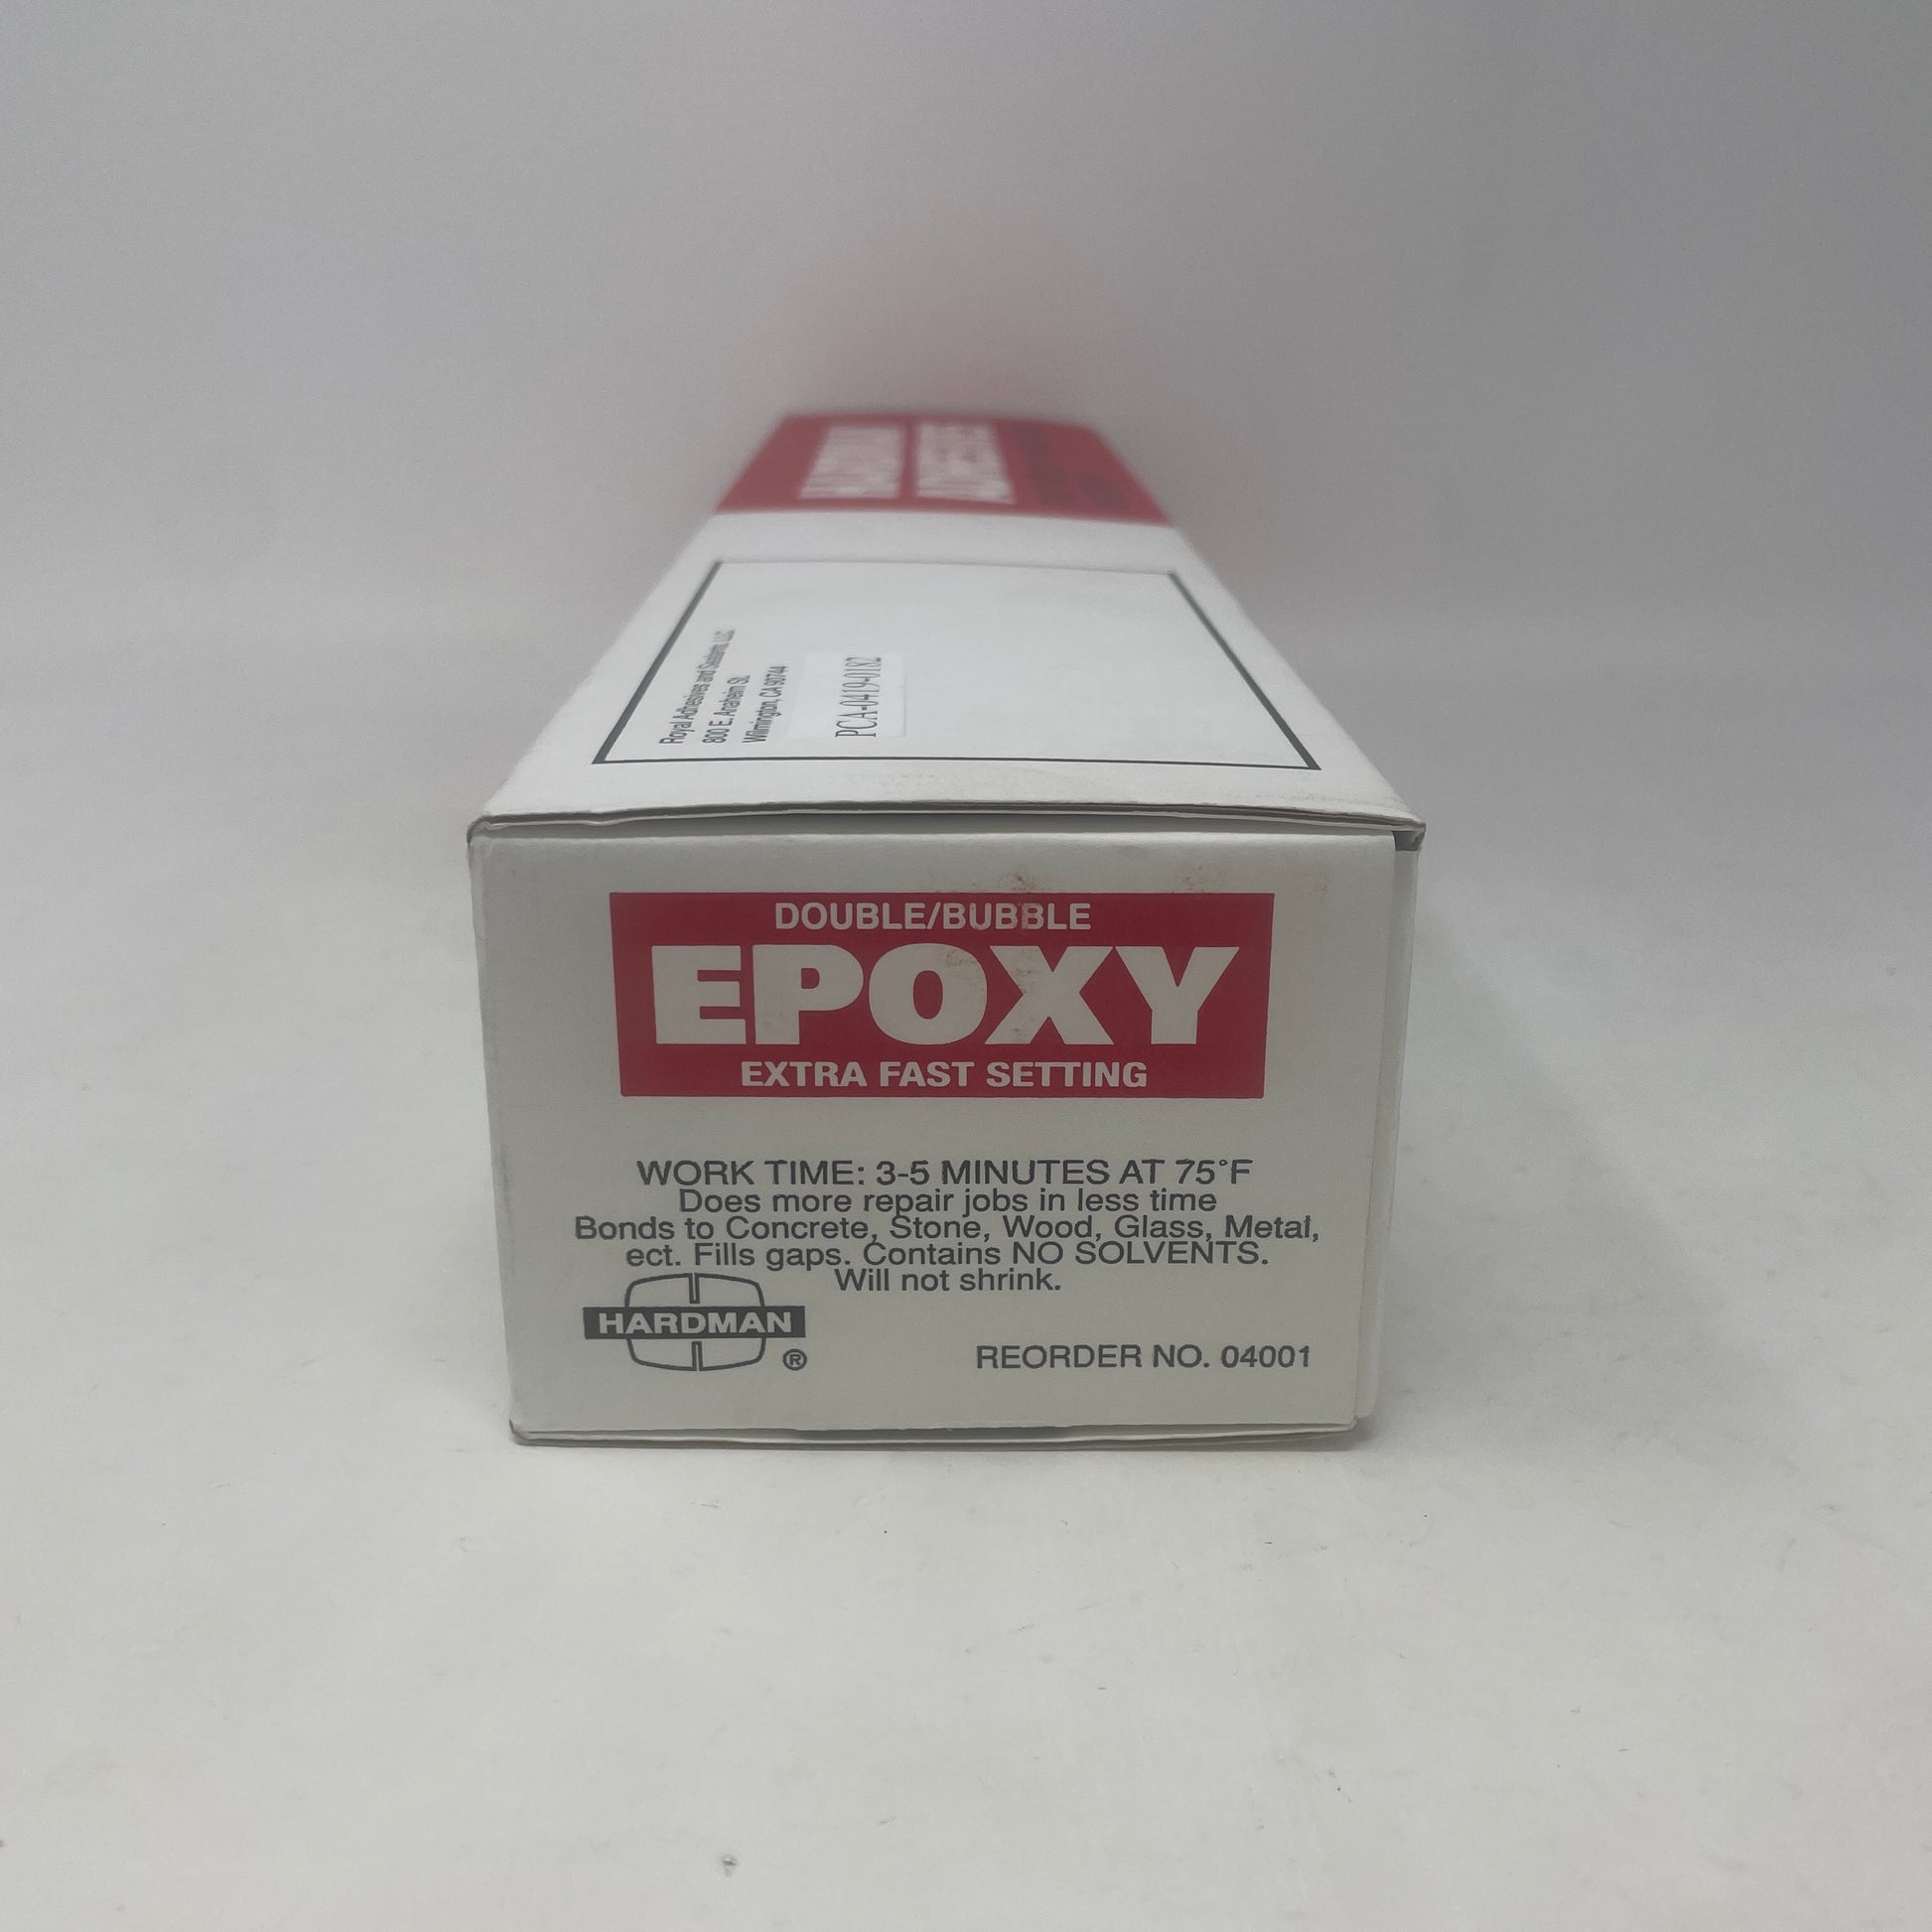 Royal Adhesives and Sealants LLC
800 E. Anaheim St.
Wilmington, CA 90744
PCA-0419-0182
DOUBLE/BUBBLE
EPOXY
EXTRA FAST SETTING
WORK TIME: 3-5 MINUTES AT 75°F
Does more repair jobs in less time
Bonds to Concrete, Stone, Wood, Glass, Metal,
ect. Fills gaps. Contains NO SOLVENTS.
Will not shrink.
HARDMAN
®
REORDER NO. 04001